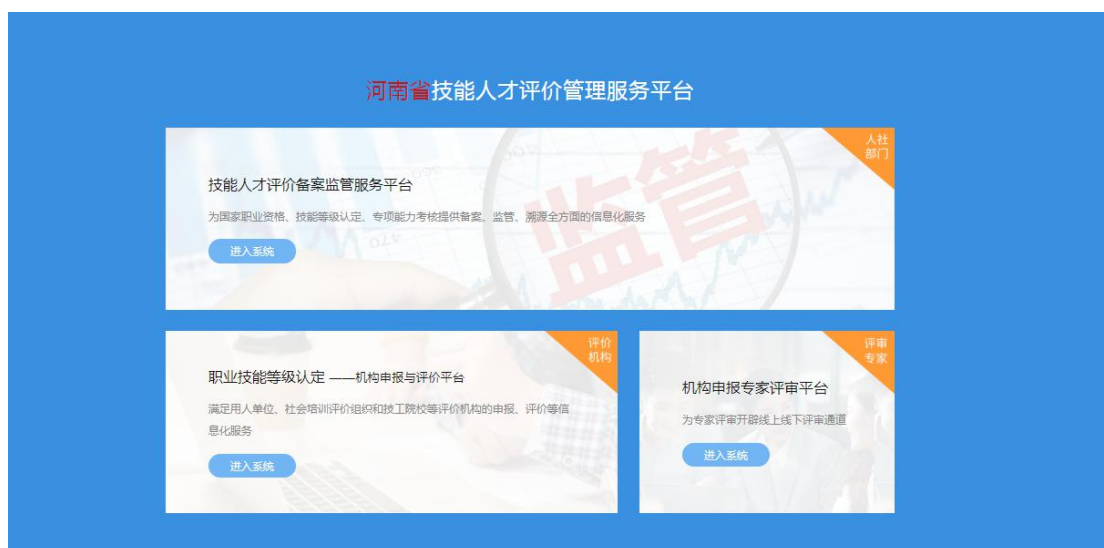 河南省技能人才评价管理服务平台
人社
部门
技能人才评价备案监管服务平台
为国家职业资格、技能等级认定、专项能力考核提供备案、监管、溯源全方面的信息化服务
进入系统
监管
评价
机构
职业技能等级认定 ——机构申报与评价平台
满足用人单位、社会培训评价组织和技工院校等评价机构的申报、评价等信
息化服务
进入系统
评审
专家
机构申报专家评审平台
为专家评审开辟线上线下评审通道
进入系统